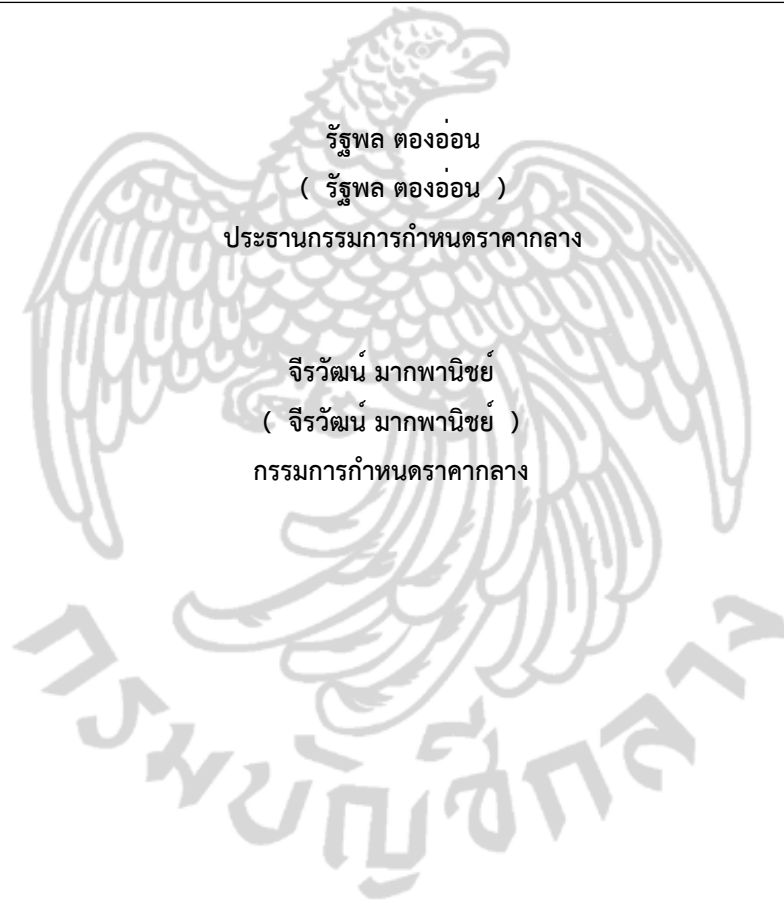 รัฐพล ตองอ่อน
( รัฐพล ตองอ่อน )
ประธานกรรมการกำหนดราคากลาง
จีรวัฒน์ มากพานิชย์
( จีรวัฒน์ มากพานิชย์ )
กรรมการกำหนดราคากลาง
กรมบัญชีกลาง